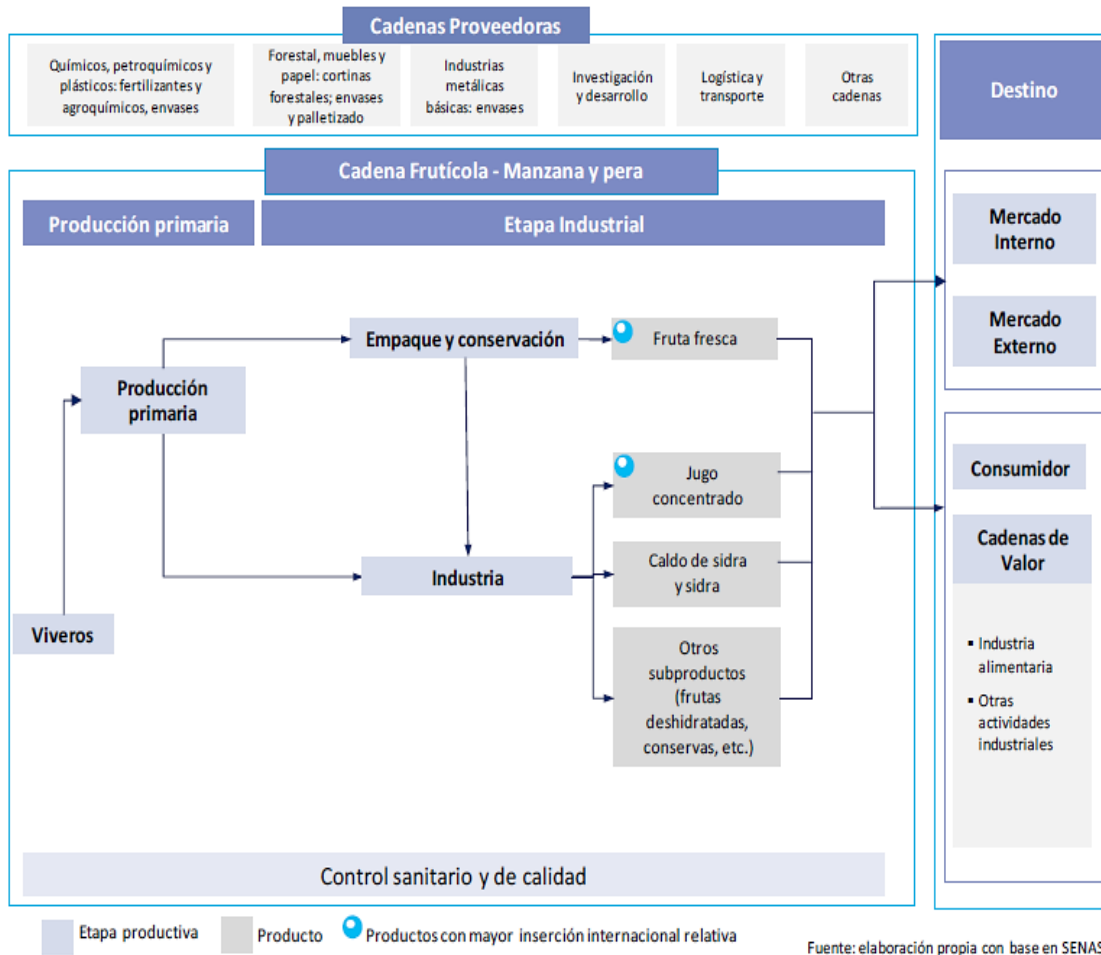 Cadenas Proveedoras
Químicos, petroquímicos y
plásticos: fertilizantes y
agroquímicos, envases
Forestal, muebles y
papel: cortinas
forestales; envases
y palletizado
Industrias
metálicas
básicas: envases
Investigación
y desarrollo
Logística y
transporte
Otras
cadenas
Destino
Cadena Frutícola - Manzana y pera
Producción primaria
Etapa Industrial
Mercado
Interno
Mercado
Externo
Empaque y conservación
Fruta fresca
Producción
primaria
Jugo
concentrado
Consumidor
Cadenas de
Valor
Industria
Caldo de sidra
y sidra
Viveros
Otros
subproductos
(frutas
deshidratadas,
conservas, etc.)
▪ Industria
alimentaria
▪ Otras
actividades
industriales
Control sanitario y de calidad
Etapa productiva
Producto
Productos con mayor inserción internacional relativa
Fuente: elaboración propia con base en SENAS